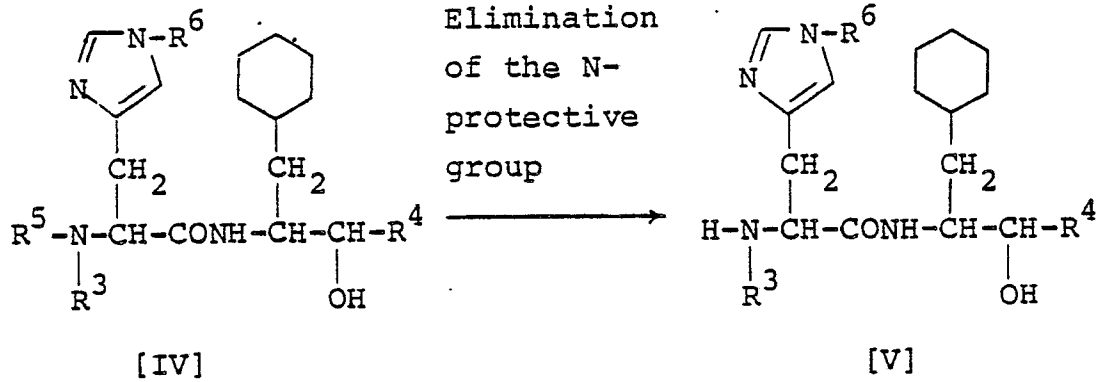 N-R⁶
N
CH₂
CH₂
R⁵-N-CH-CONH-CH-CH-R⁴
R³
OH
[IV]
Elimination
of the N-
protective
group
N-R⁶
N
CH₂
CH₂
H-N-CH-CONH-CH-CH-R⁴
R³
OH
[V]